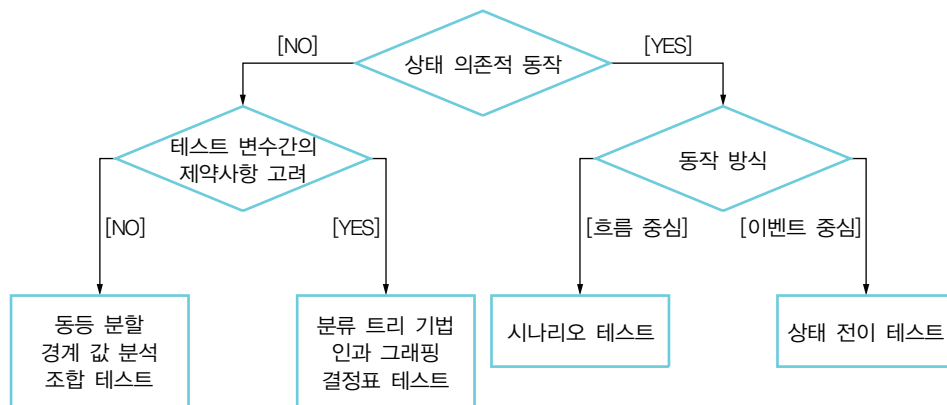 [NO]
[YES]
상태 의존적 동작
테스트 변수간의
제약사항 고려
동작 방식
[NO]
[YES]
[흐름 중심]
[이벤트 중심]
동등 분할
경계 값 분석
조합 테스트
분류 트리 기법
인과 그래핑
결정표 테스트
시나리오 테스트
상태 전이 테스트